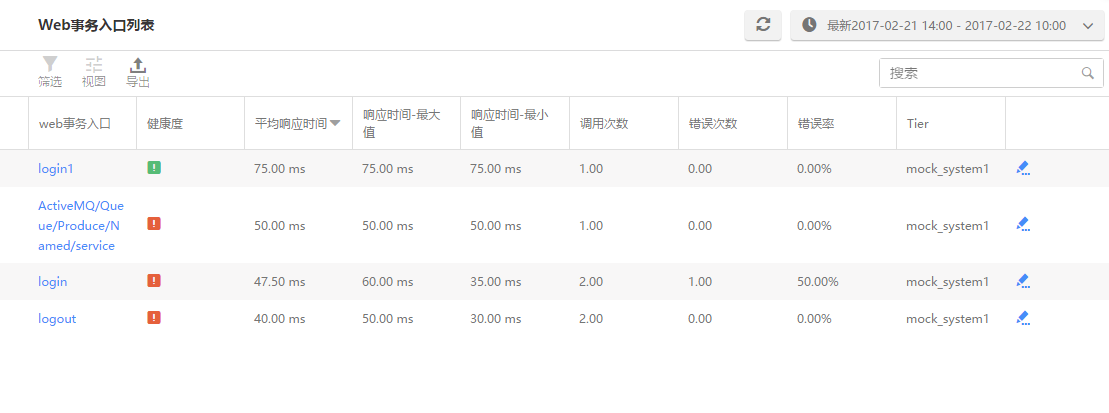 Web事务入口列表
最新2017-02-21 14:00 - 2017-02-22 10:00
筛选 视图 导出
搜索
web事务入口 健康度 平均响应时间 响应时间-最大值 响应时间-最小值 调用次数 错误次数 错误率 Tier
login1 75.00 ms 75.00 ms 75.00 ms 1.00 0.00 0.00% mock_system1
ActiveMQ/Que
ue/Produce/N
amed/service
50.00 ms 50.00 ms 50.00 ms 1.00 0.00 0.00% mock_system1
login 47.50 ms 60.00 ms 35.00 ms 2.00 1.00 50.00% mock_system1
logout 40.00 ms 50.00 ms 30.00 ms 2.00 0.00 0.00% mock_system1